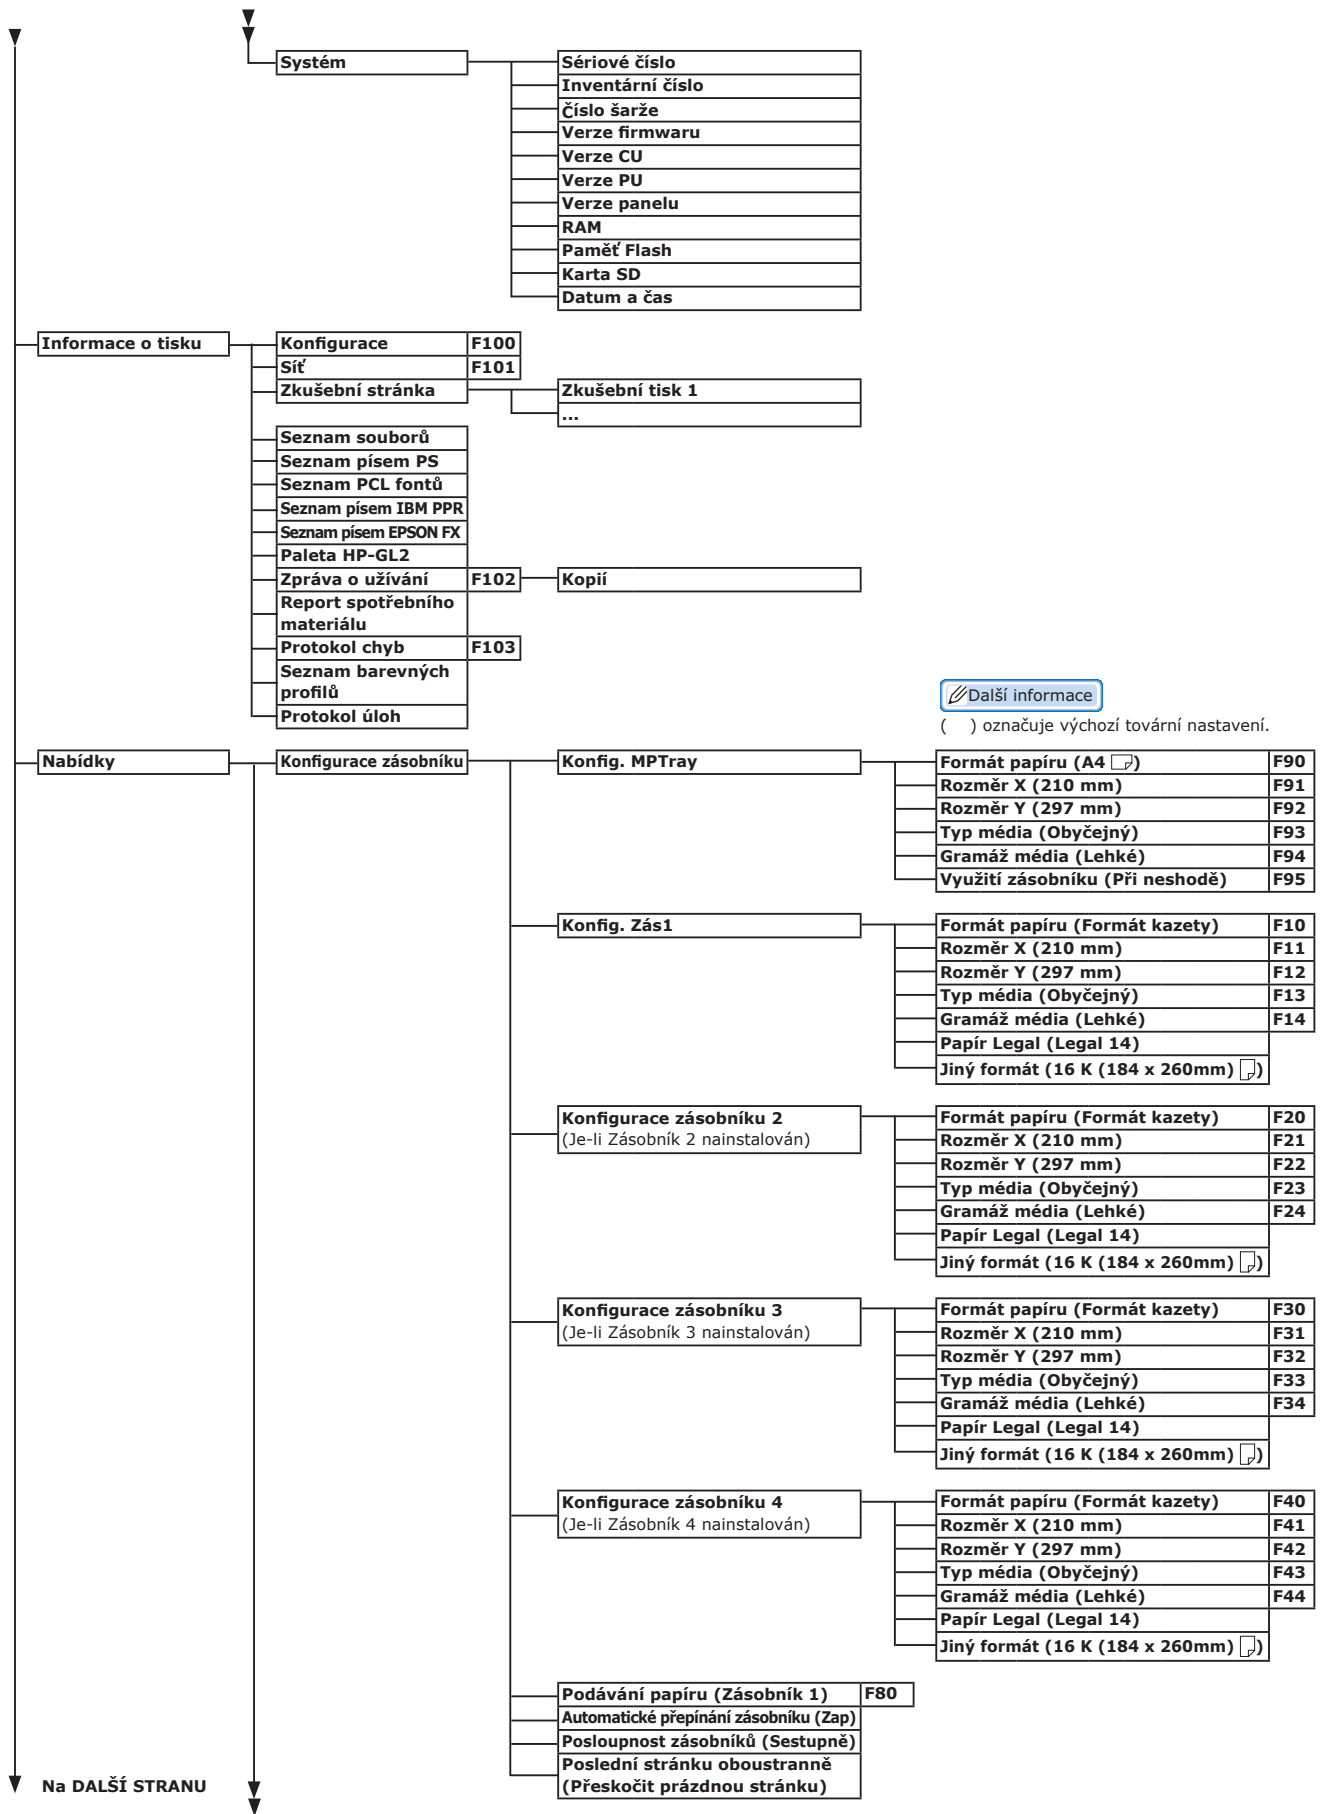 Systém
Sériové číslo
Inventární číslo
Číslo šarže
Verze firmwaru
Verze CU
Verze PU
Verze panelu
RAM
Paměť Flash
Karta SD
Datum a čas
Informace o tisku
Konfigurace F100
Síť F101
Zkušební stránka
Zkušební tisk 1
...
Seznam souborů
Seznam písem PS
Seznam PCL fontů
Seznam písem IBM PPR
Seznam písem EPSON FX
Paleta HP-GL2
Zpráva o užívání F102 Kopií
Report spotřebního
materiálu
Protokol chyb F103
Seznam barevných
profilů
Protokol úloh
Další informace
( ) označuje výchozí tovární nastavení.
Nabídky
Konfigurace zásobníku
Konfig. MPTray
Formát papíru (A4 ) F90
Rozměr X (210 mm) F91
Rozměr Y (297 mm) F92
Typ média (Obyčejný) F93
Gramáž média (Lehké) F94
Využití zásobníku (Při neshodě) F95
Konfig. Zás1
Formát papíru (Formát kazety) F10
Rozměr X (210 mm) F11
Rozměr Y (297 mm) F12
Typ média (Obyčejný) F13
Gramáž média (Lehké) F14
Papír Legal (Legal 14)
Jiný formát (16 K (184 x 260mm) )
Konfigurace zásobníku 2
(Je-li Zásobník 2 nainstalován)
Formát papíru (Formát kazety) F20
Rozměr X (210 mm) F21
Rozměr Y (297 mm) F22
Typ média (Obyčejný) F23
Gramáž média (Lehké) F24
Papír Legal (Legal 14)
Jiný formát (16 K (184 x 260mm) )
Konfigurace zásobníku 3
(Je-li Zásobník 3 nainstalován)
Formát papíru (Formát kazety) F30
Rozměr X (210 mm) F31
Rozměr Y (297 mm) F32
Typ média (Obyčejný) F33
Gramáž média (Lehké) F34
Papír Legal (Legal 14)
Jiný formát (16 K (184 x 260mm) )
Konfigurace zásobníku 4
(Je-li Zásobník 4 nainstalován)
Formát papíru (Formát kazety) F40
Rozměr X (210 mm) F41
Rozměr Y (297 mm) F42
Typ média (Obyčejný) F43
Gramáž média (Lehké) F44
Papír Legal (Legal 14)
Jiný formát (16 K (184 x 260mm) )
Podávání papíru (Zásobník 1) F80
Automatické přepínání zásobníku (Zap)
Posloupnost zásobníků (Sestupně)
Poslední stránku oboustranně
(Přeskočit prázdnou stránku)
Na DALŠÍ STRANU